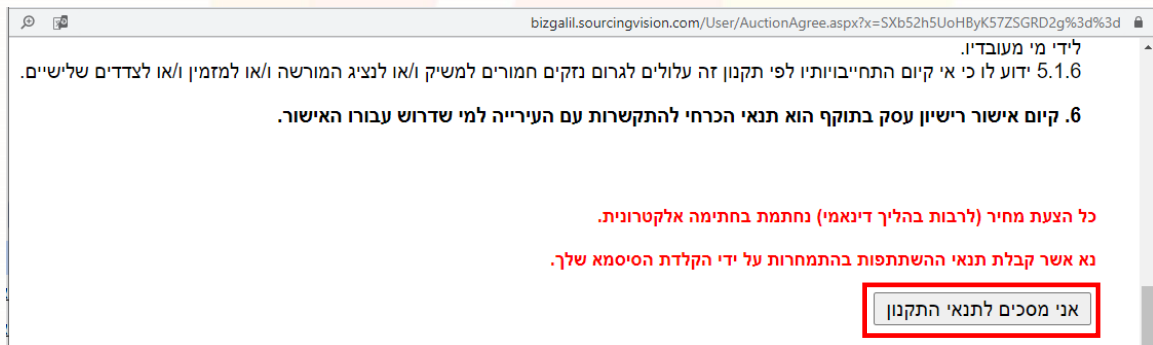 bizgalil.sourcingvision.com/User/AuctionAgree.aspx?x=SXb52h5UoHByK57ZSGRD2g%3d%3d
לידי מי מעובדיו.
5.1.6 ידוע לו כי אי קיום התחייבויותיו לפי תקנון זה עלולים לגרום נזקים חמורים למשיק ו/או לנציג המורשה ו/או למזמין ו/או לצדדים שלישיים.
6. קיום אישור רישיון עסק בתוקף הוא תנאי הכרחי להתקשרות עם העירייה למי שדרוש עבורו האישור.
כל הצעת מחיר (לרבות בהליך דינאמי) נחתמת בחתימה אלקטרונית.
נא אשר קבלת תנאי ההשתתפות בהתמחרות על ידי הקלדת הסיסמא שלך.
אני מסכים לתנאי התקנון